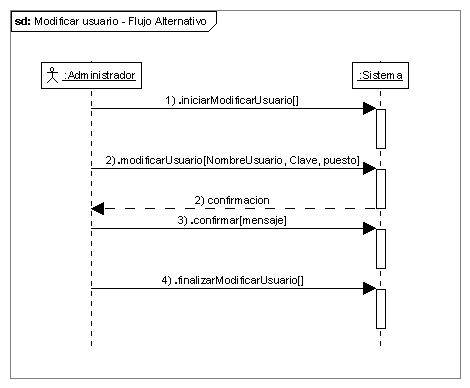 sd: Modificar usuario - Flujo Alternativo
:Administrador
:Sistema
1) .iniciarModificarUsuario[]
2) .modificarUsuario[NombreUsuario, Clave, puesto]
2) confirmacion
3) .confirmar[mensaje]
4) .finalizarModificarUsuario[]